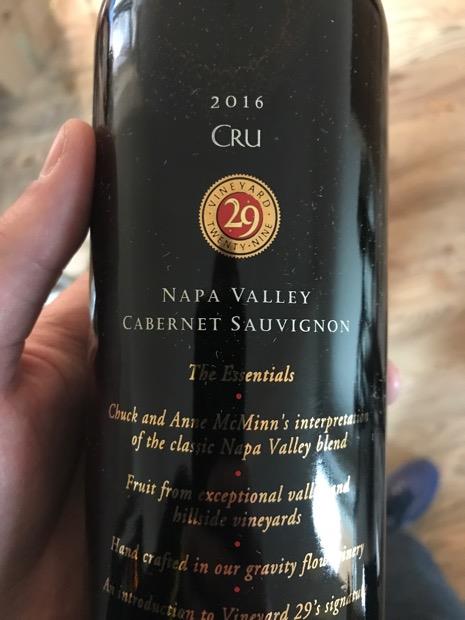 2016
CRU
VINEYARD
29
TWENTY-NINE
NAPA VALLEY
CABERNET SAUVIGNON
The Essentials
Chuck and Anne McMinn's interpretation
of the classic Napa Valley blend
Fruit from exceptional valley and
hillside vineyards
Hand crafted in our gravity flow winery
An introduction to Vineyard 29's